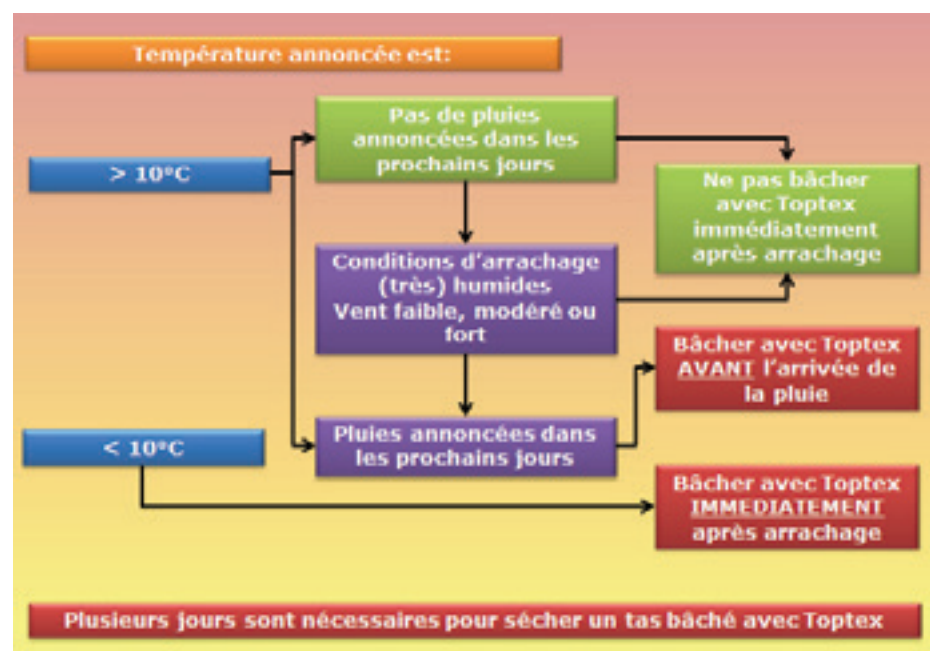 Température annoncée est:
> 10°C
Pas de pluies
annoncées dans les
prochains jours
Ne pas bâcher
avec Toptex
immédiatement
après arrachage
Conditions d'arrachage
(très) humides
Vent faible, modéré ou
fort
Bâcher avec Toptex
AVANT l'arrivée de
la pluie
< 10°C
Pluies annoncées dans
les prochains jours
Bâcher avec Toptex
IMMEDIATEMENT
après arrachage
Plusieurs jours sont nécessaires pour sécher un tas bâché avec Toptex